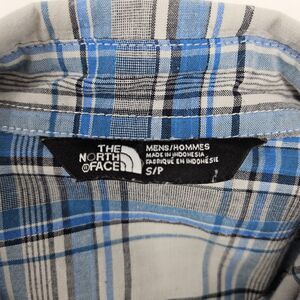 THE
NORTH
FACE
MENS/HOMMES
MADE IN INDONESIA
FABRIQUE EN INDONESIE
S/P